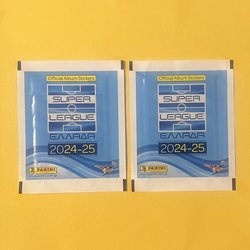 Official Album Stickers
SUPER
LEAGUE
ΕΛΛΑΔΑ
2024-25
PANINI
Official Album Stickers
SUPER
LEAGUE
ΕΛΛΑΔΑ
2024-25
PANINI